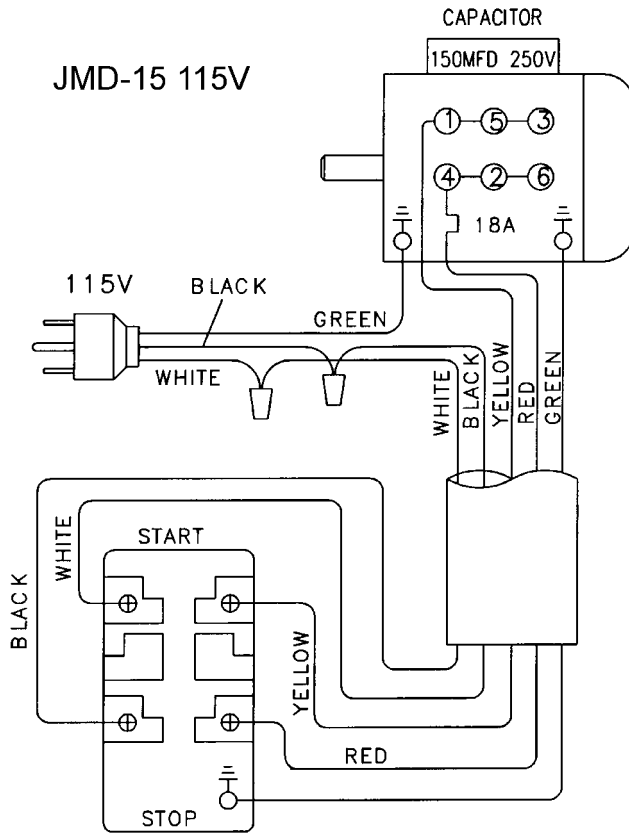 CAPACITOR
150MFD 250V
JMD-15 115V
1 5 3
4 2 6
18A
115V
BLACK
GREEN
WHITE
WHITE
BLACK
YELLOW
RED
GREEN
START
WHITE
BLACK
YELLOW
RED
STOP